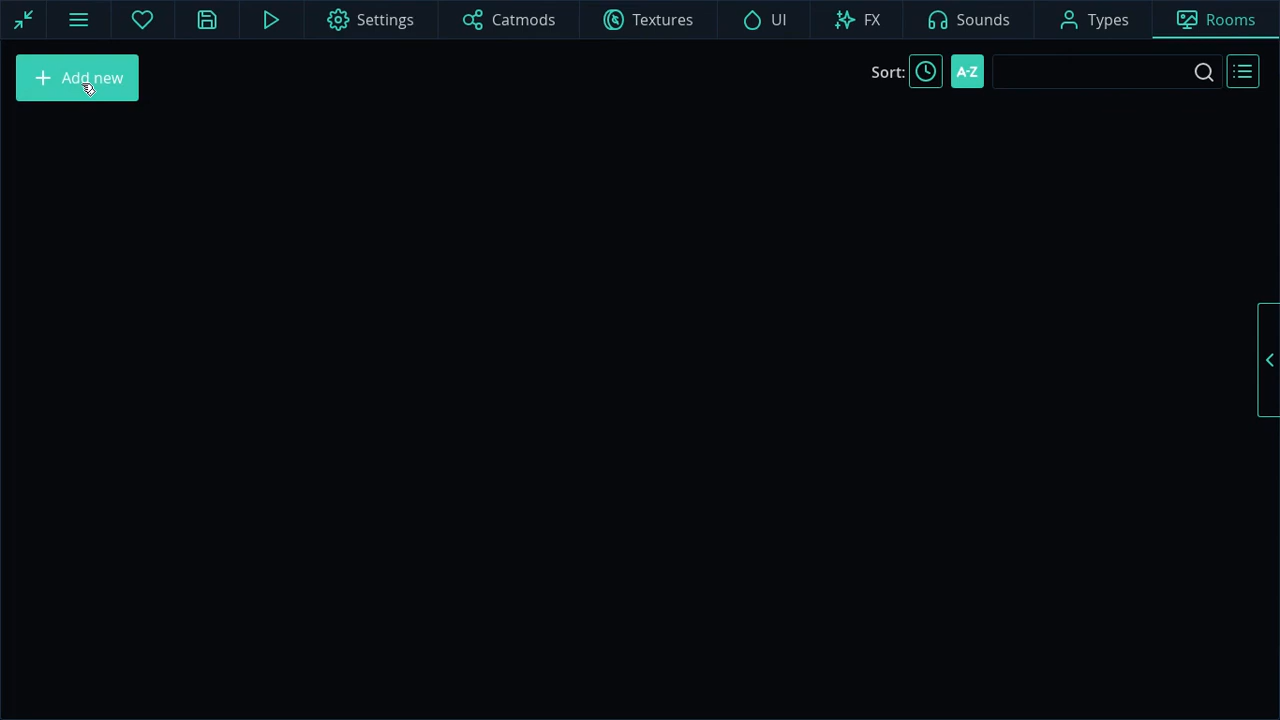 Settings
Catmods
Textures
UI
FX
Sounds
Types
Rooms
Add new
Sort:
A-Z